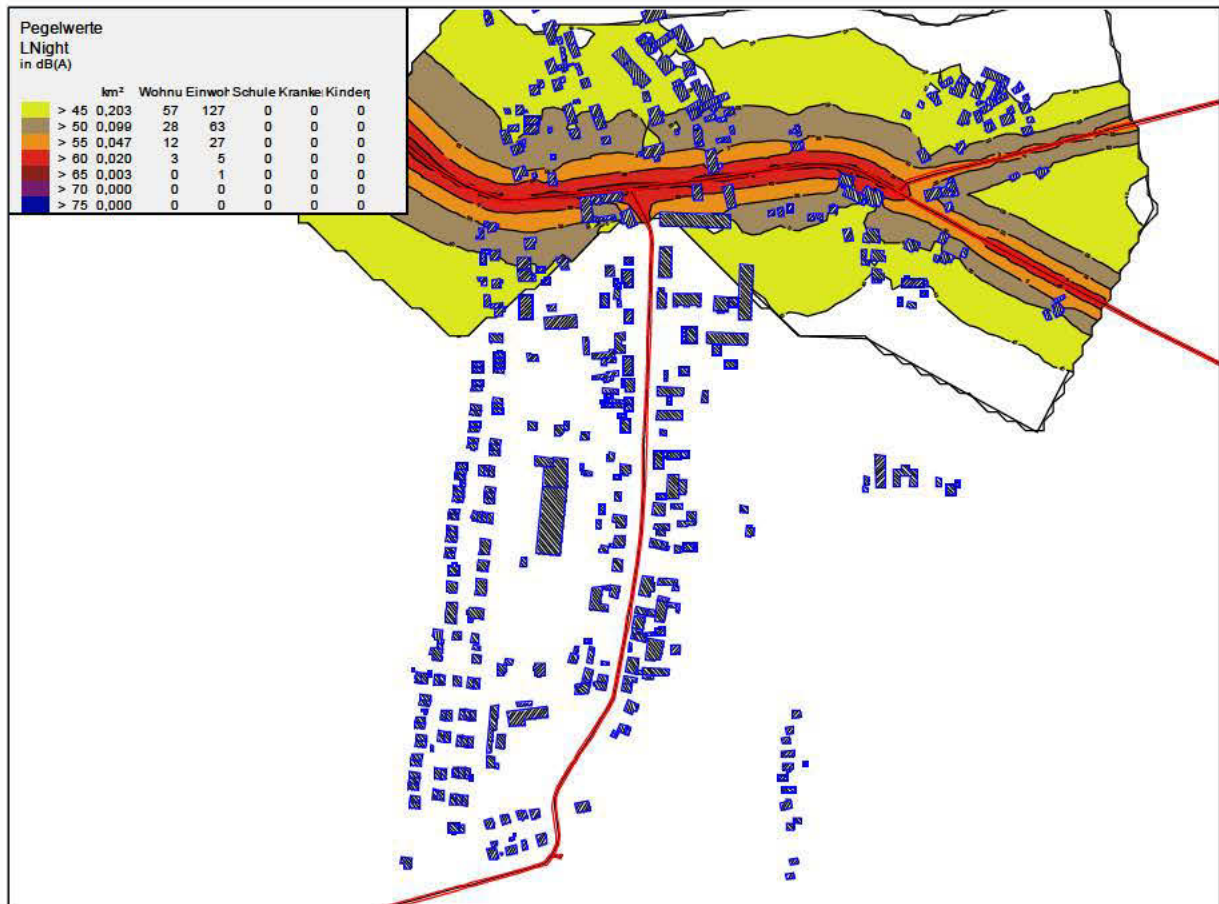 Pegelwerte
LNight
in dB(A)
km² Wohnu Einwoh Schule Kranke Kinderg
> 45 0,203 57 127 0 0 0
> 50 0,099 28 63 0 0 0
> 55 0,047 12 27 0 0 0
> 60 0,020 3 5 0 0 0
> 65 0,003 0 1 0 0 0
> 70 0,000 0 0 0 0 0
> 75 0,000 0 0 0 0 0